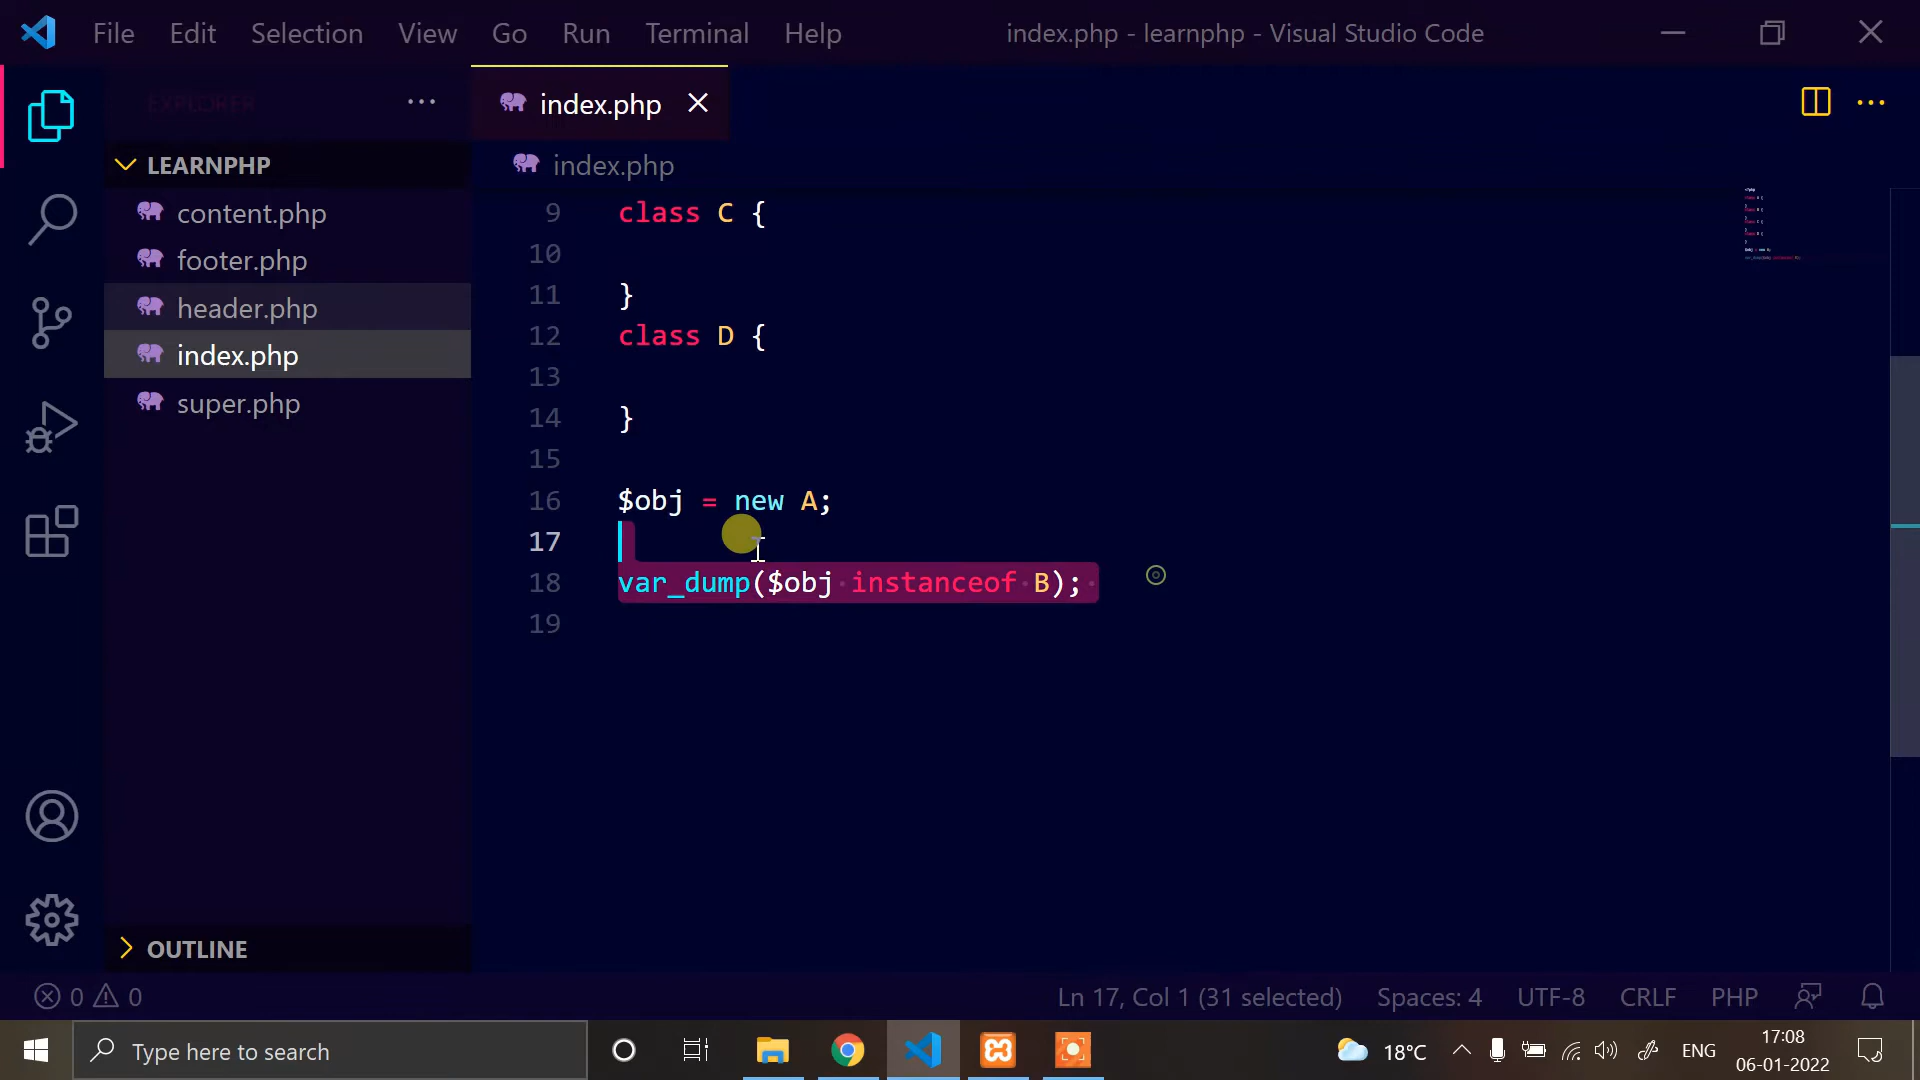 File Edit Selection View Go Run Terminal Help index.php - learnphp - Visual Studio Code
EXPLORER
index.php
LEARNPHP
index.php
content.php
footer.php
header.php
index.php
super.php
9 class C {
10
11 }
12 class D {
13
14 }
15
16 $obj = new A;
17
18 var_dump($obj instanceof B);
19
OUTLINE
0 0 Ln 17, Col 1 (31 selected) Spaces: 4 UTF-8 CRLF PHP
Type here to search
18°C ENG
17:08
06-01-2022